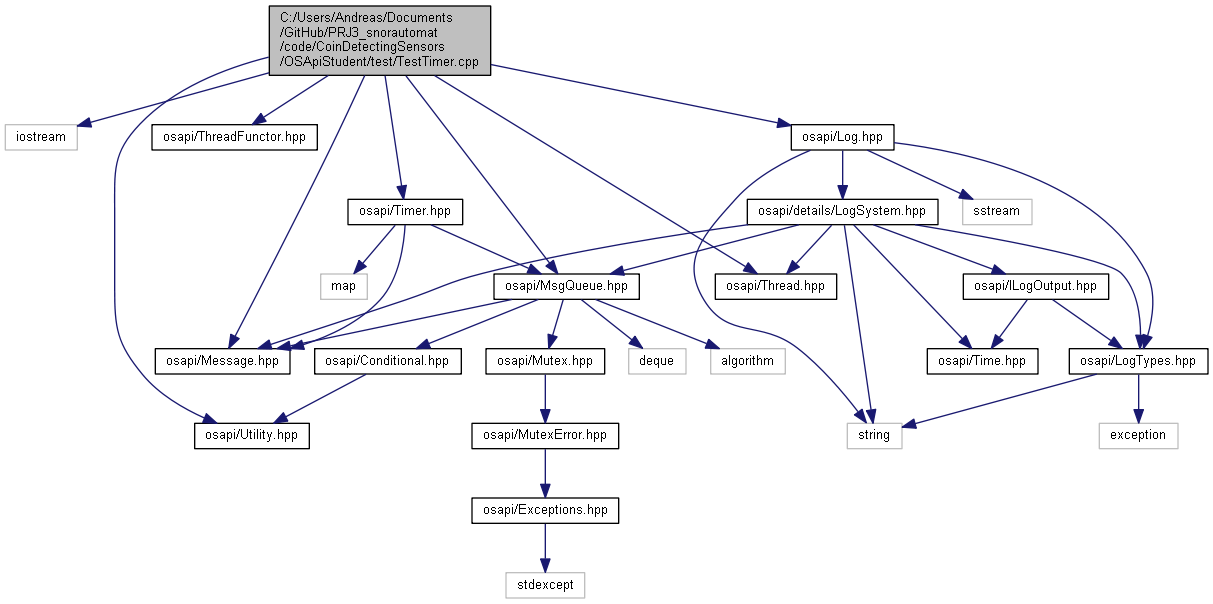 C:/Users/Andreas/Documents
/GitHub/PRJ3_snorautomat
/code/CoinDetectingSensors
/OSApiStudent/test/TestTimer.cpp
iostream
osapi/ThreadFunctor.hpp
osapi/Log.hpp
osapi/Timer.hpp
osapi/details/LogSystem.hpp
sstream
map
osapi/MsgQueue.hpp
osapi/Thread.hpp
osapi/ILogOutput.hpp
osapi/Message.hpp
osapi/Conditional.hpp
osapi/Mutex.hpp
deque
algorithm
osapi/Time.hpp
osapi/LogTypes.hpp
osapi/Utility.hpp
osapi/MutexError.hpp
string
exception
osapi/Exceptions.hpp
stdexcept